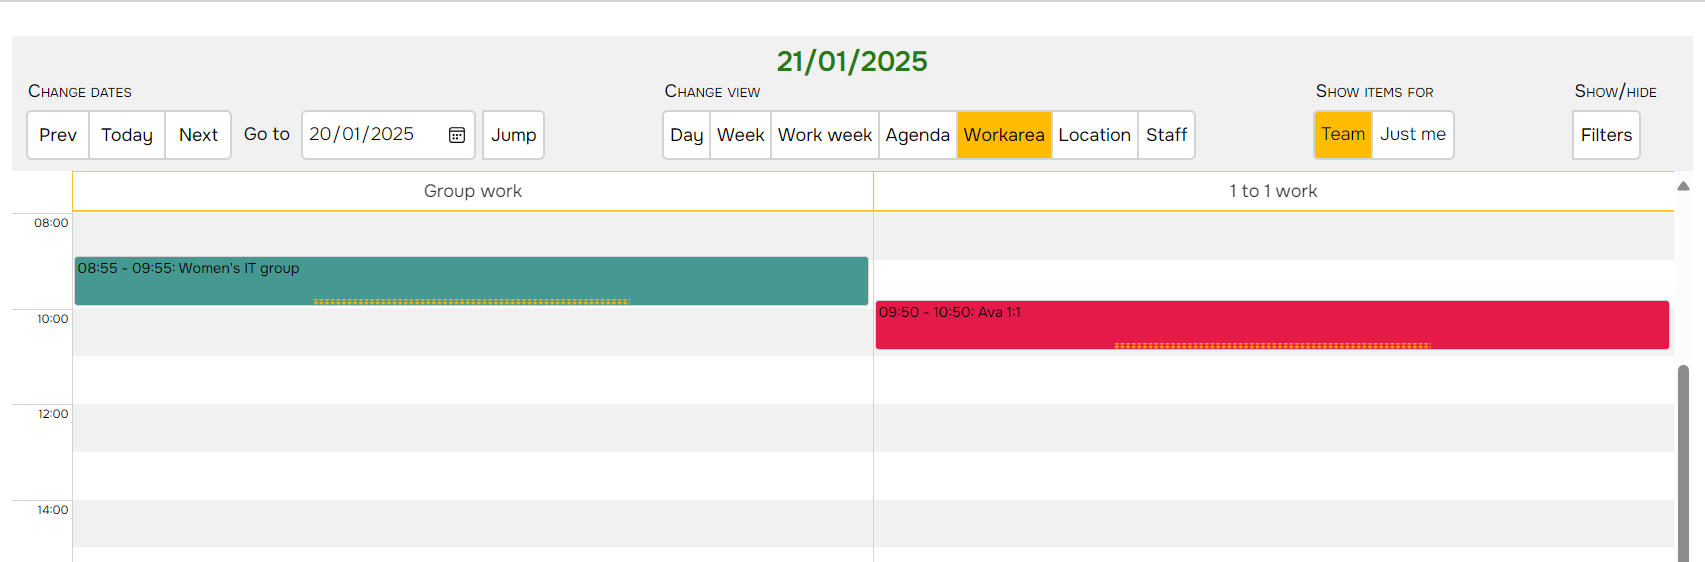 21/01/2025
Change dates
Change view
Show items for
Show/hide
Prev Today Next Go to 20/01/2025 Jump
Day Week Work week Agenda Workarea Location Staff
Team Just me
Filters
Group work
1 to 1 work
08:00
08:55 - 09:55: Women's IT group
09:50 - 10:50: Ava 1:1
10:00
12:00
14:00